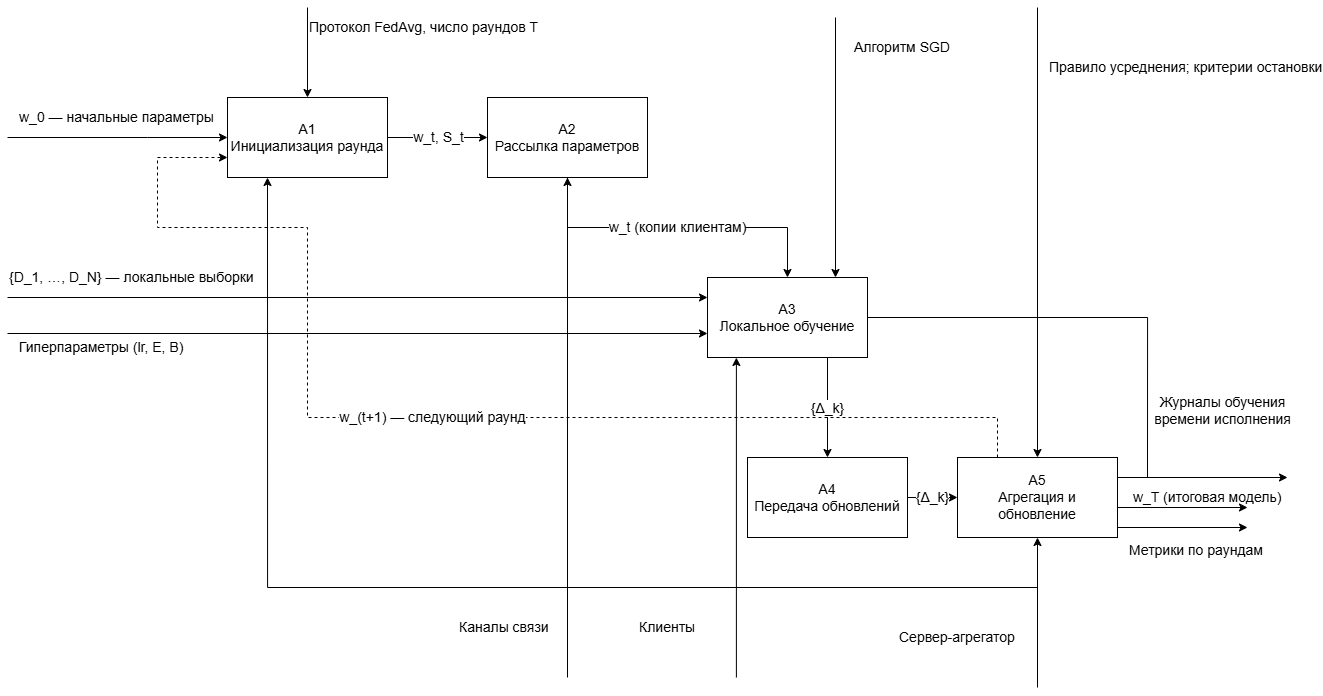 Протокол FedAvg, число раундов T
Алгоритм SGD
Правило усреднения; критерии остановки
w_0 — начальные параметры
A1
Инициализация раунда
w_t, S_t
A2
Рассылка параметров
w_t (копии клиентам)
{D_1, …, D_N} — локальные выборки
A3
Локальное обучение
Гиперпараметры (lr, E, B)
{Δ_k}
w_(t+1) — следующий раунд
Журналы обучения
времени исполнения
A4
Передача обновлений
{Δ_k}
A5
Агрегация и
обновление
w_T (итоговая модель)
Метрики по раундам
Каналы связи
Клиенты
Сервер-агрегатор